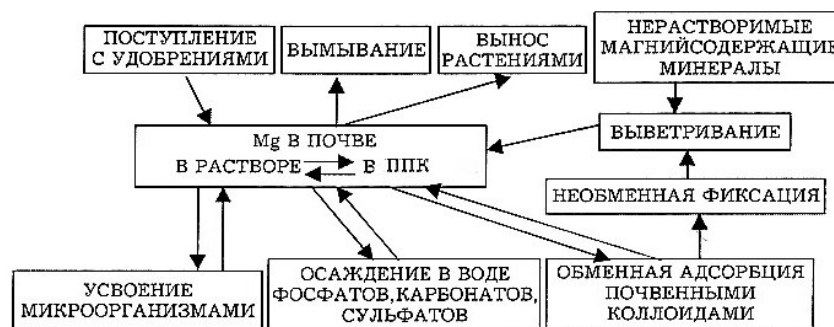 ПОСТУПЛЕНИЕ
С УДОБРЕНИЯМИ
ВЫМЫВАНИЕ
ВЫНОС
РАСТЕНИЯМИ
НЕРАСТВОРИМЫЕ
МАГНИЙСОДЕРЖАЩИЕ
МИНЕРАЛЫ
Mg В ПОЧВЕ
В РАСТВОРЕ В ППК
ВЫВЕТРИВАНИЕ
НЕОБМЕННАЯ ФИКСАЦИЯ
УСВОЕНИЕ
МИКРООРГАНИЗМАМИ
ОСАЖДЕНИЕ В ВОДЕ
ФОСФАТОВ,КАРБОНАТОВ,
СУЛЬФАТОВ
ОБМЕННАЯ АДСОРБЦИЯ
ПОЧВЕННЫМИ
КОЛЛОИДАМИ